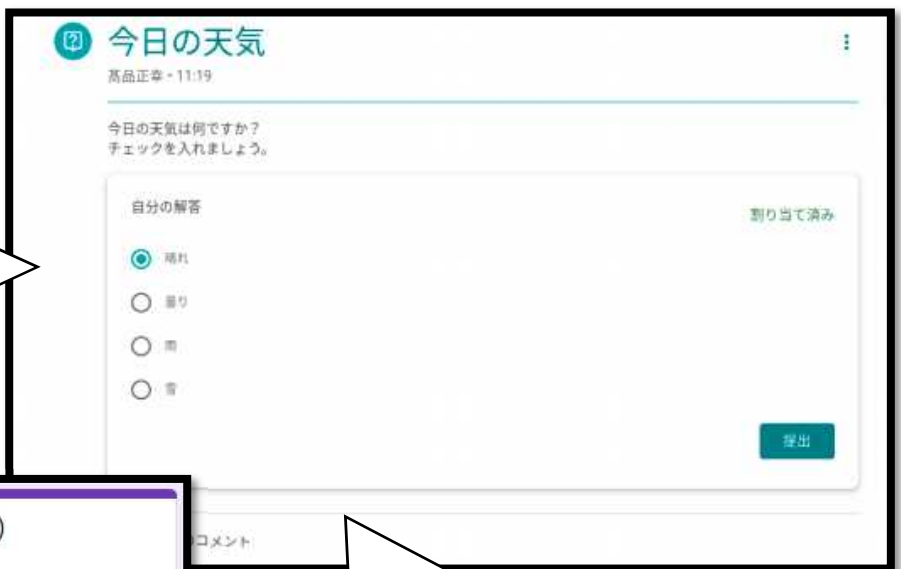 今日の天気
髙品正幸・11:19
今日の天気は何ですか？
チェックを入れましょう。
自分の解答
割り当て済み
晴れ
曇り
雨
雪
提出
コメント
)